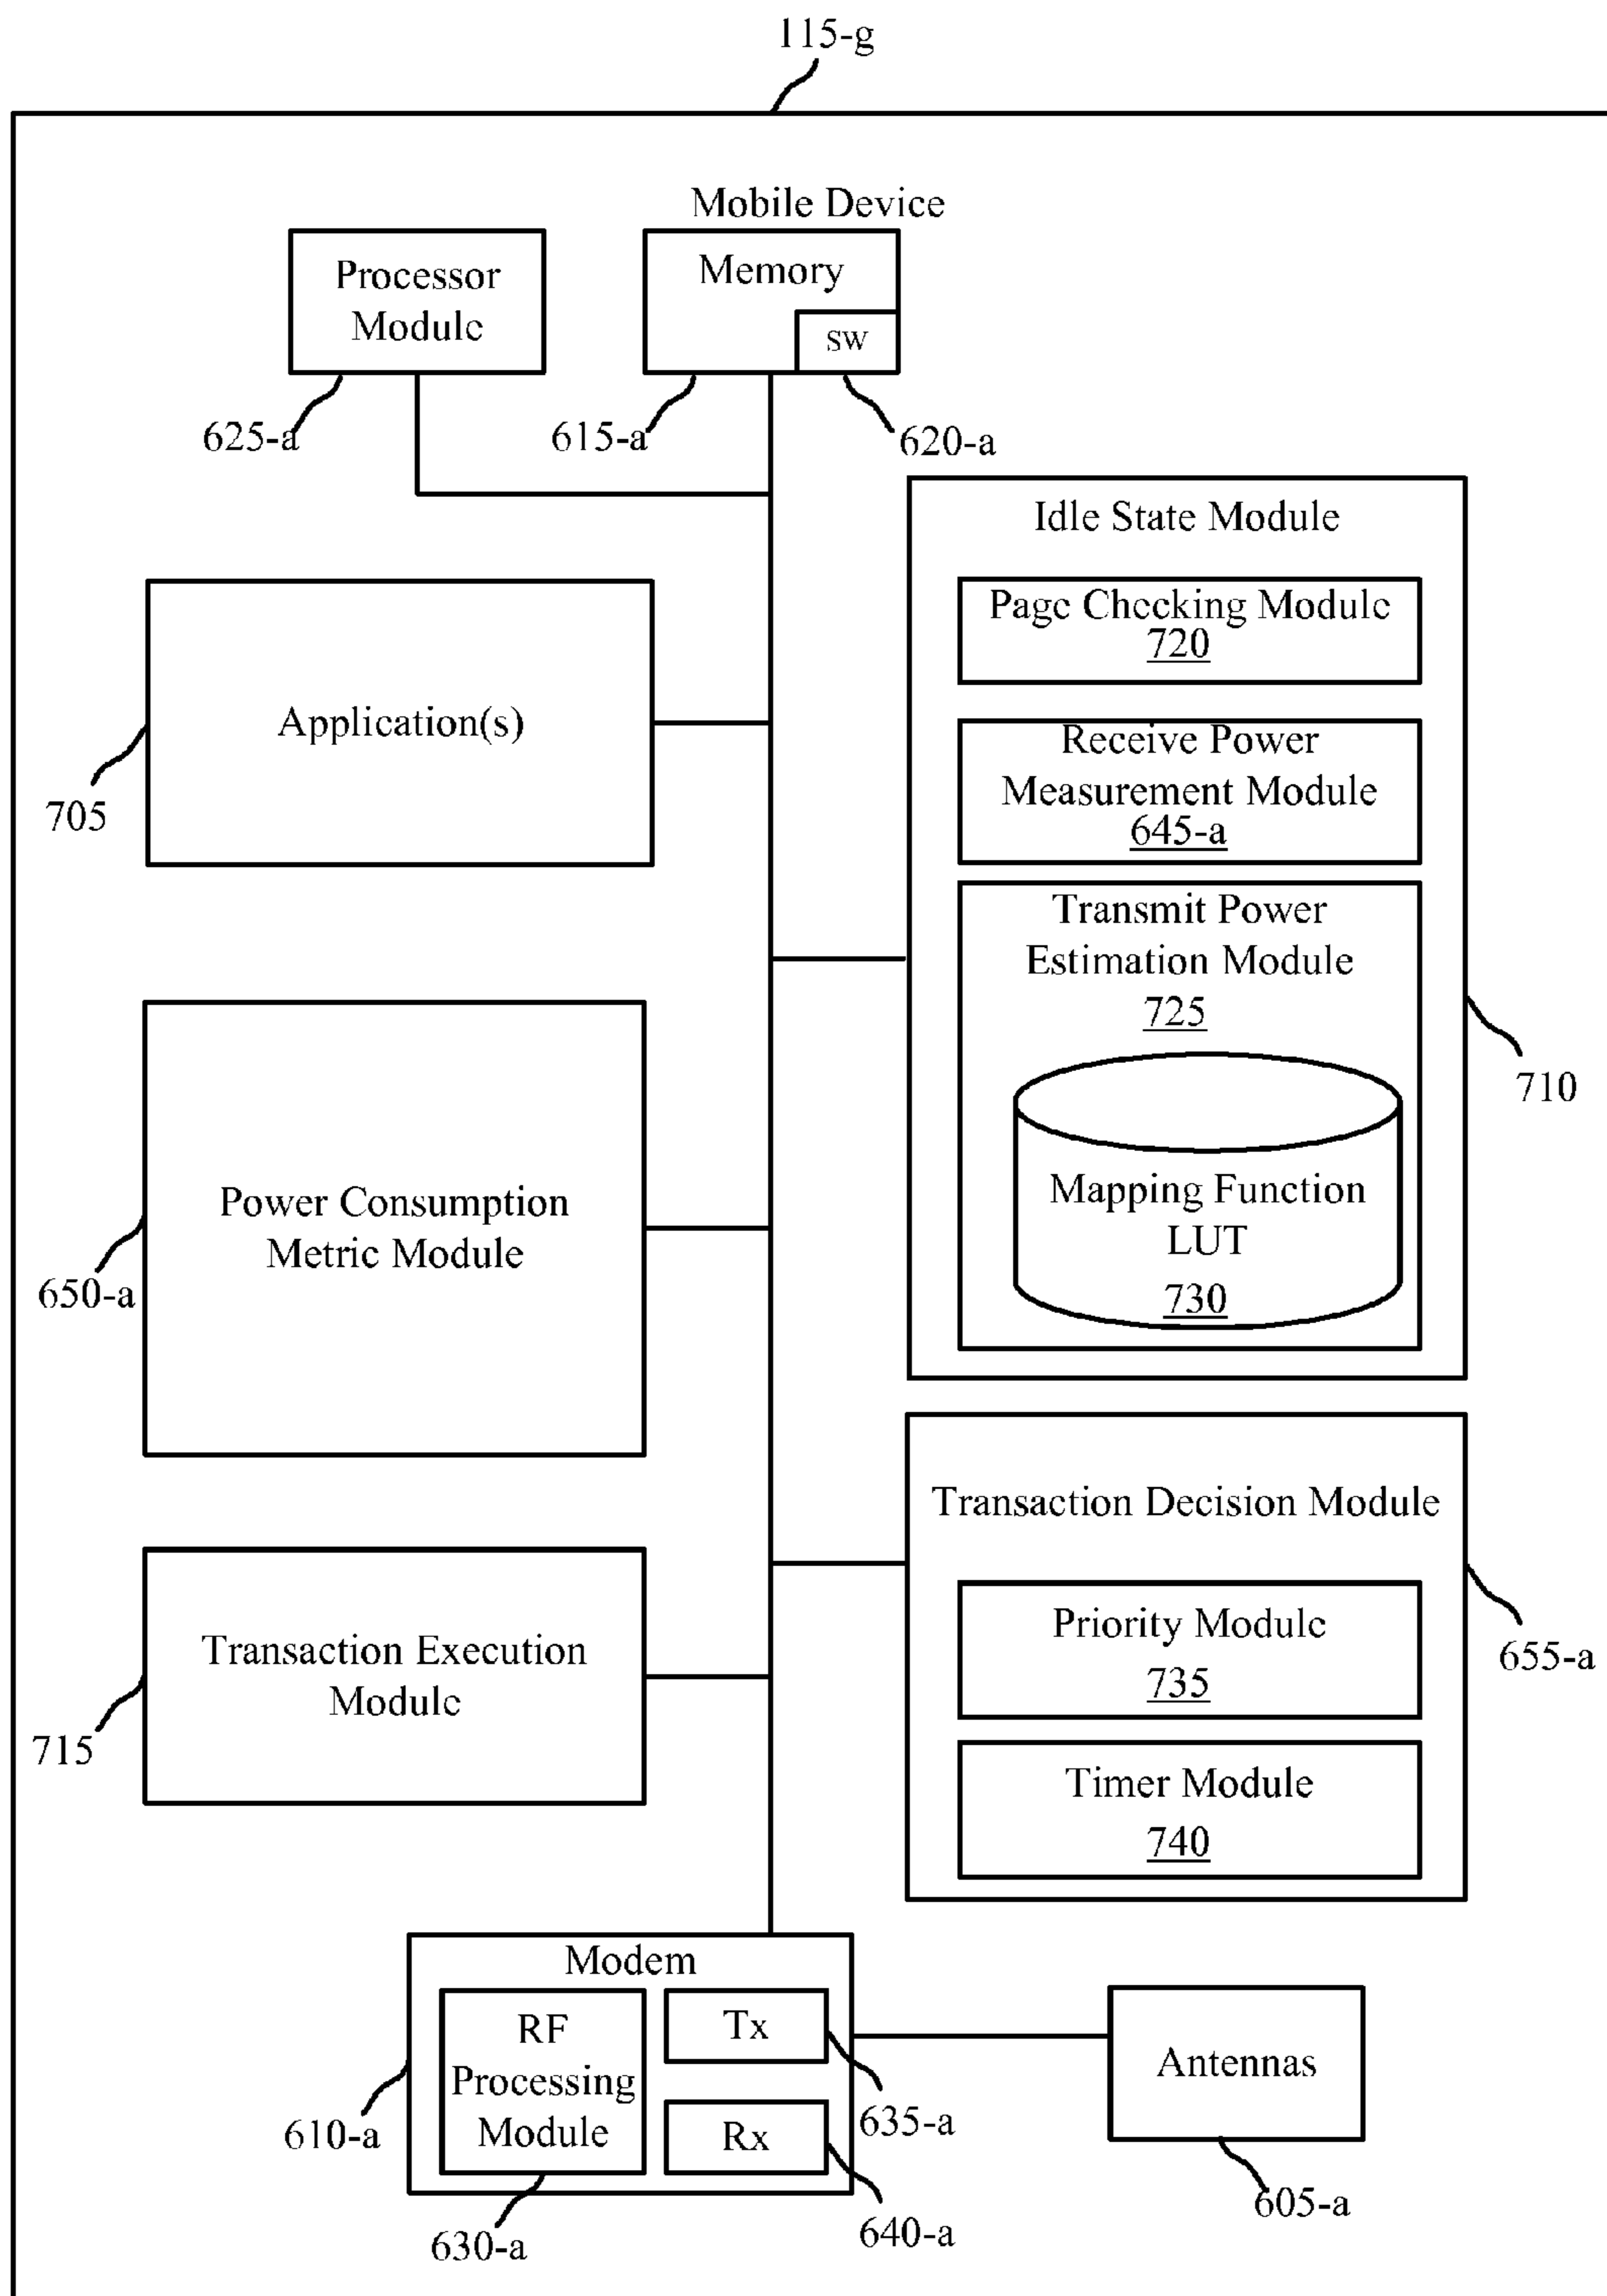 115-g
Mobile Device
Processor
Module
Memory
sw
625-a
615-a
620-a
Idle State Module
Page Checking Module
720
Receive Power
Measurement Module
645-a
Transmit Power
Estimation Module
725
Mapping Function
LUT
730
710
Application(s)
705
Power Consumption
Metric Module
650-a
Transaction Decision Module
Priority Module
735
Timer Module
740
655-a
Transaction Execution
Module
715
Modem
RF
Processing
Module
Tx
Rx
610-a
630-a
635-a
640-a
Antennas
605-a